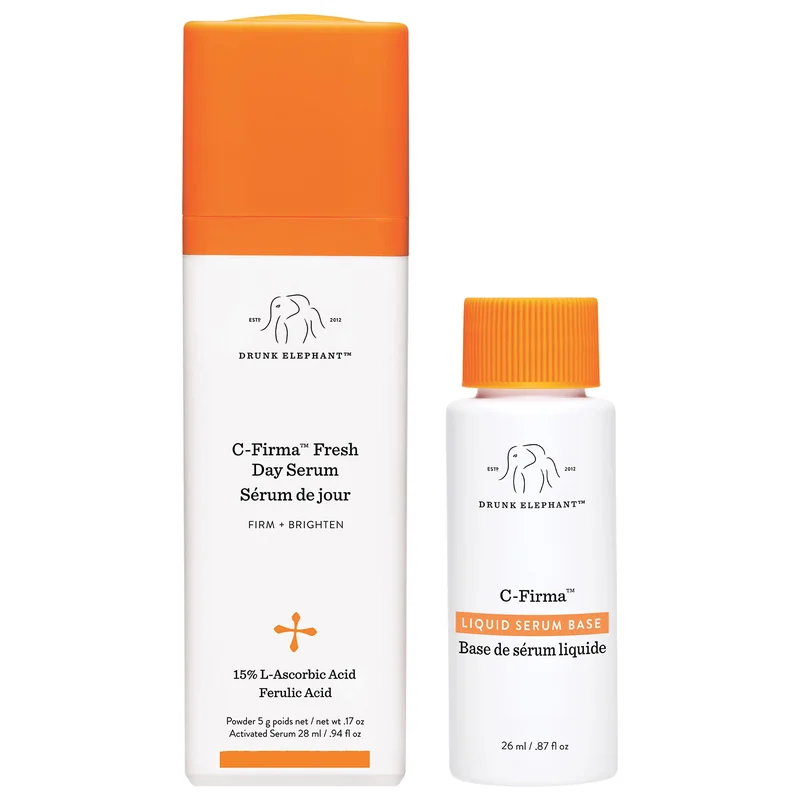 ESTD 2012
DRUNK ELEPHANT™
C-Firma™ Fresh
Day Serum
Sérum de jour
FIRM + BRIGHTEN
15% L-Ascorbic Acid
Ferulic Acid
Powder 5 g poids net / net wt .17 oz
Activated Serum 28 ml / .94 fl oz
ESTD 2012
DRUNK ELEPHANT™
C-Firma™
LIQUID SERUM BASE
Base de sérum liquide
26 ml / .87 fl oz